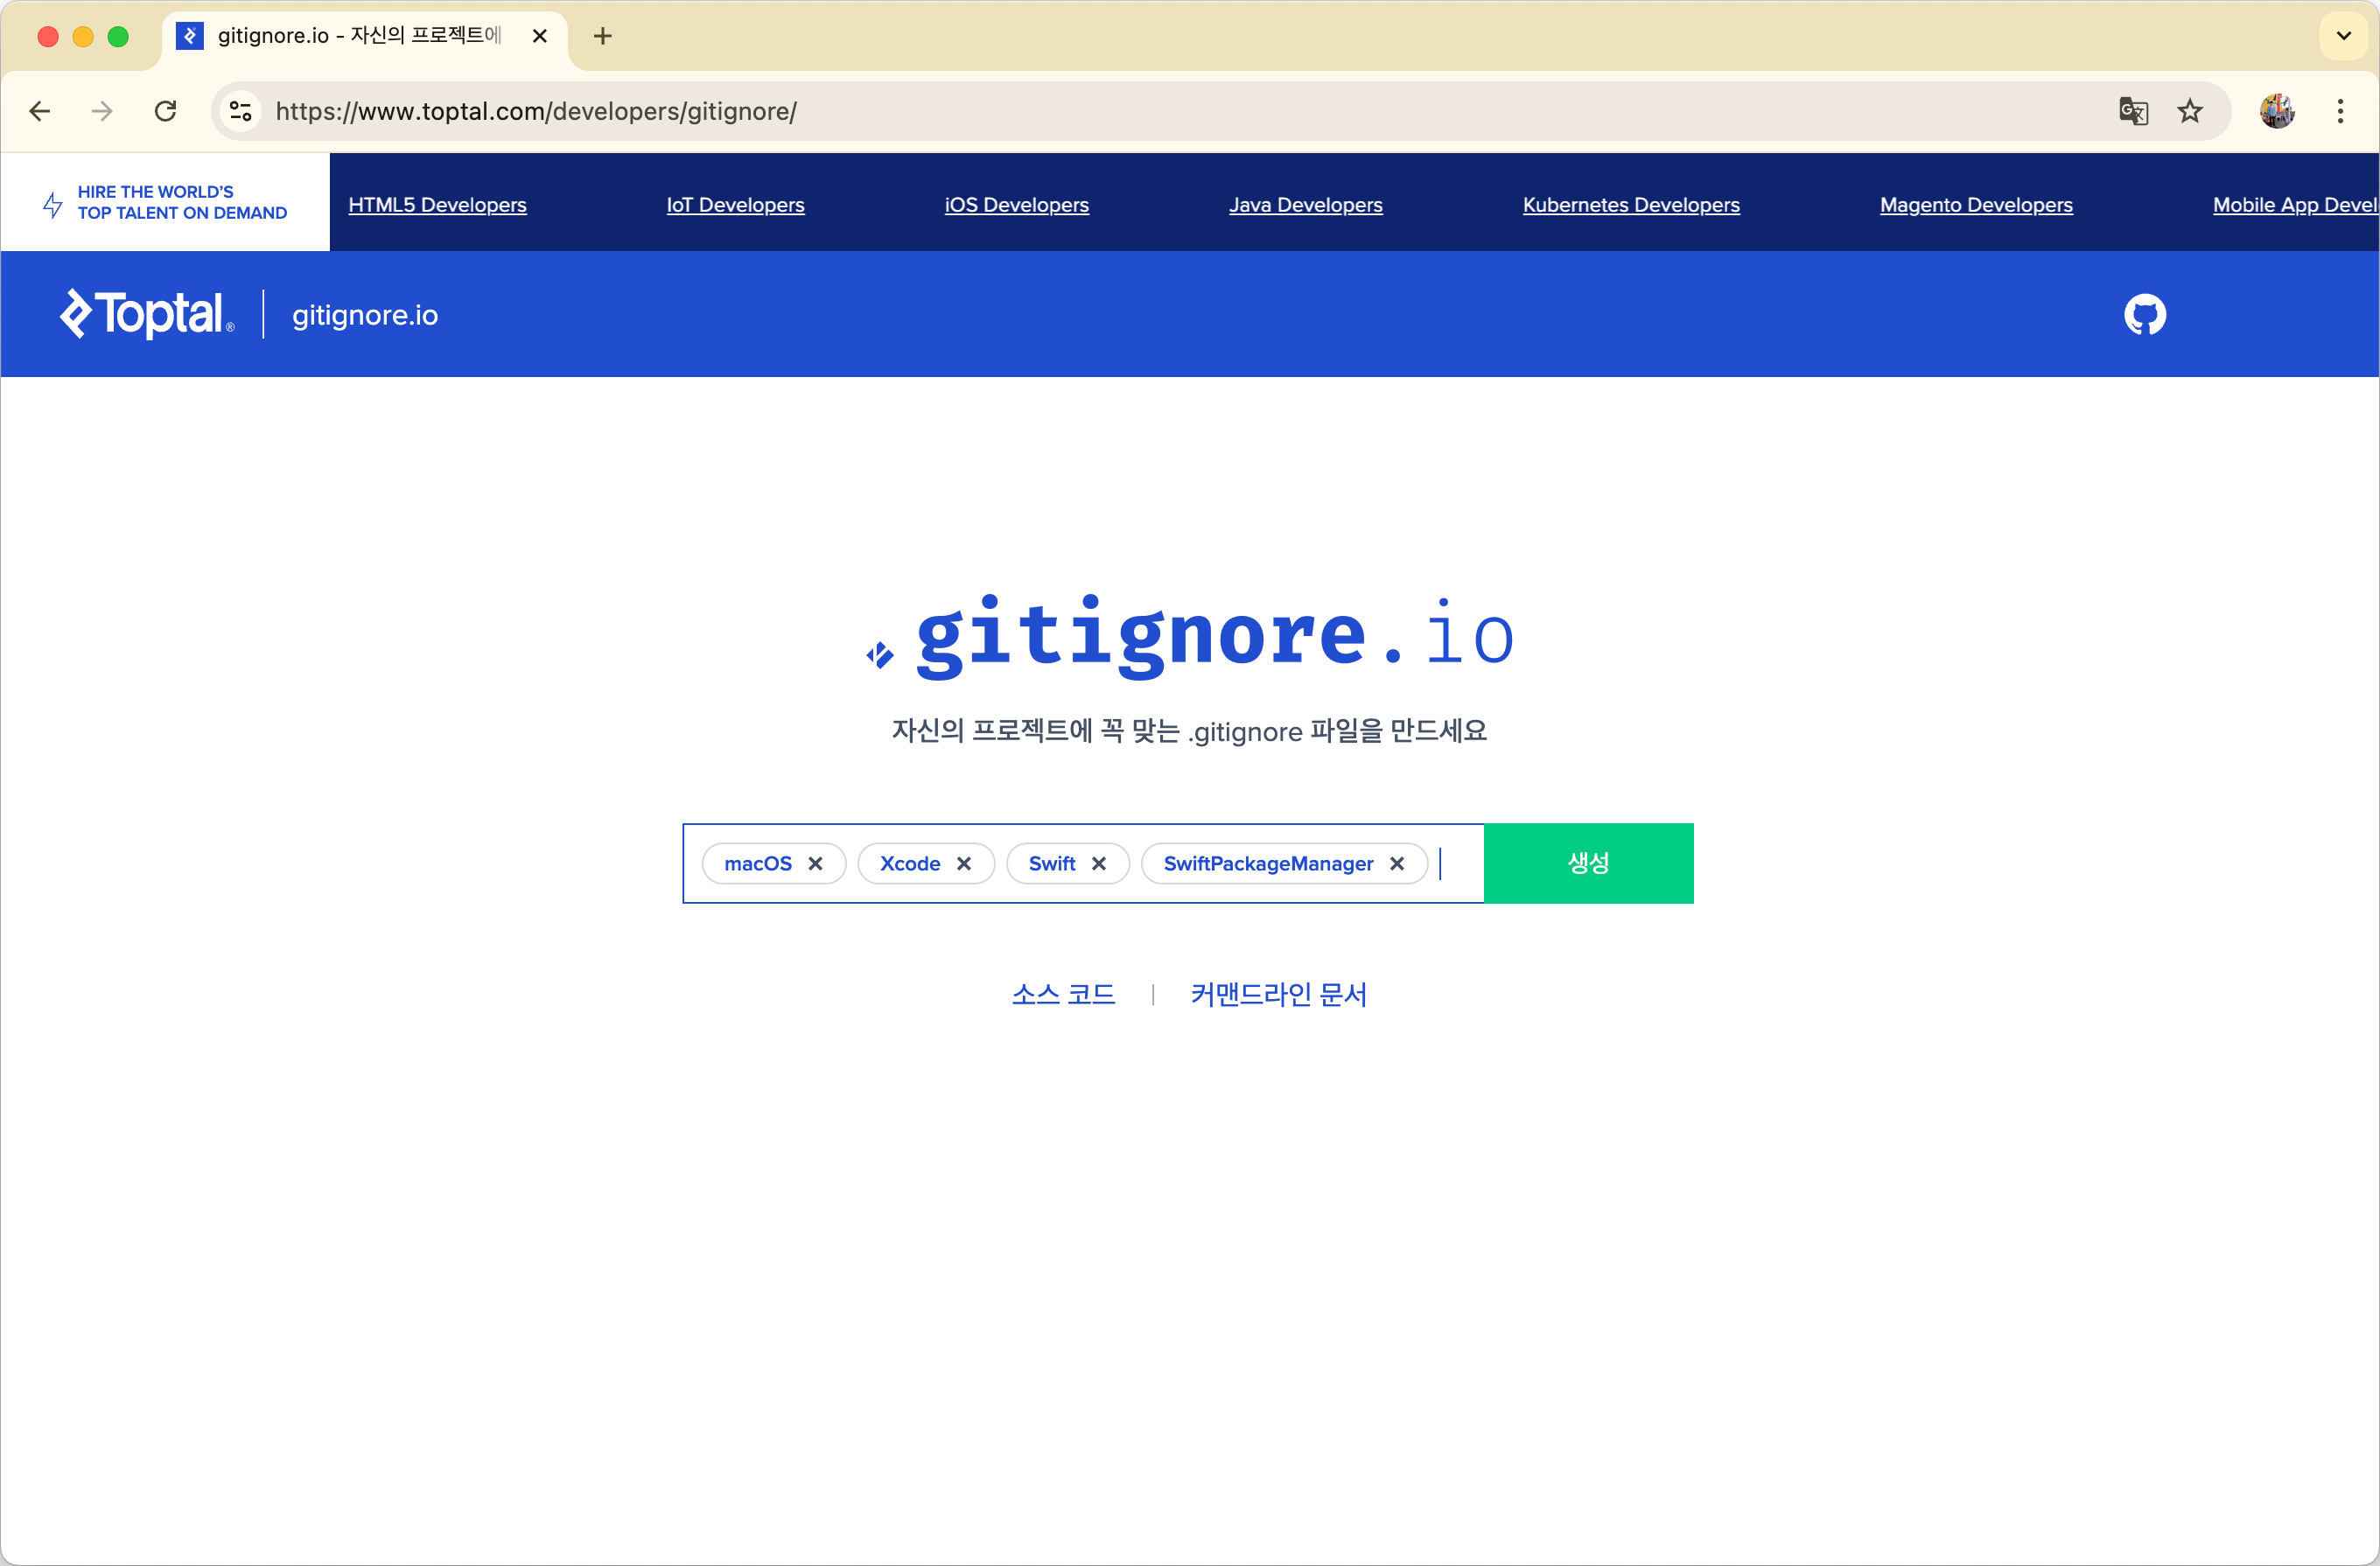 gitignore.io - 자신의 프로젝트에
https://www.toptal.com/developers/gitignore/
HIRE THE WORLD’S
TOP TALENT ON DEMAND
HTML5 Developers
IoT Developers
iOS Developers
Java Developers
Kubernetes Developers
Magento Developers
Mobile App Devel
Toptal®
gitignore.io
gitignore.io
자신의 프로젝트에 꼭 맞는 .gitignore 파일을 만드세요
macOS
Xcode
Swift
SwiftPackageManager
생성
소스 코드
커맨드라인 문서